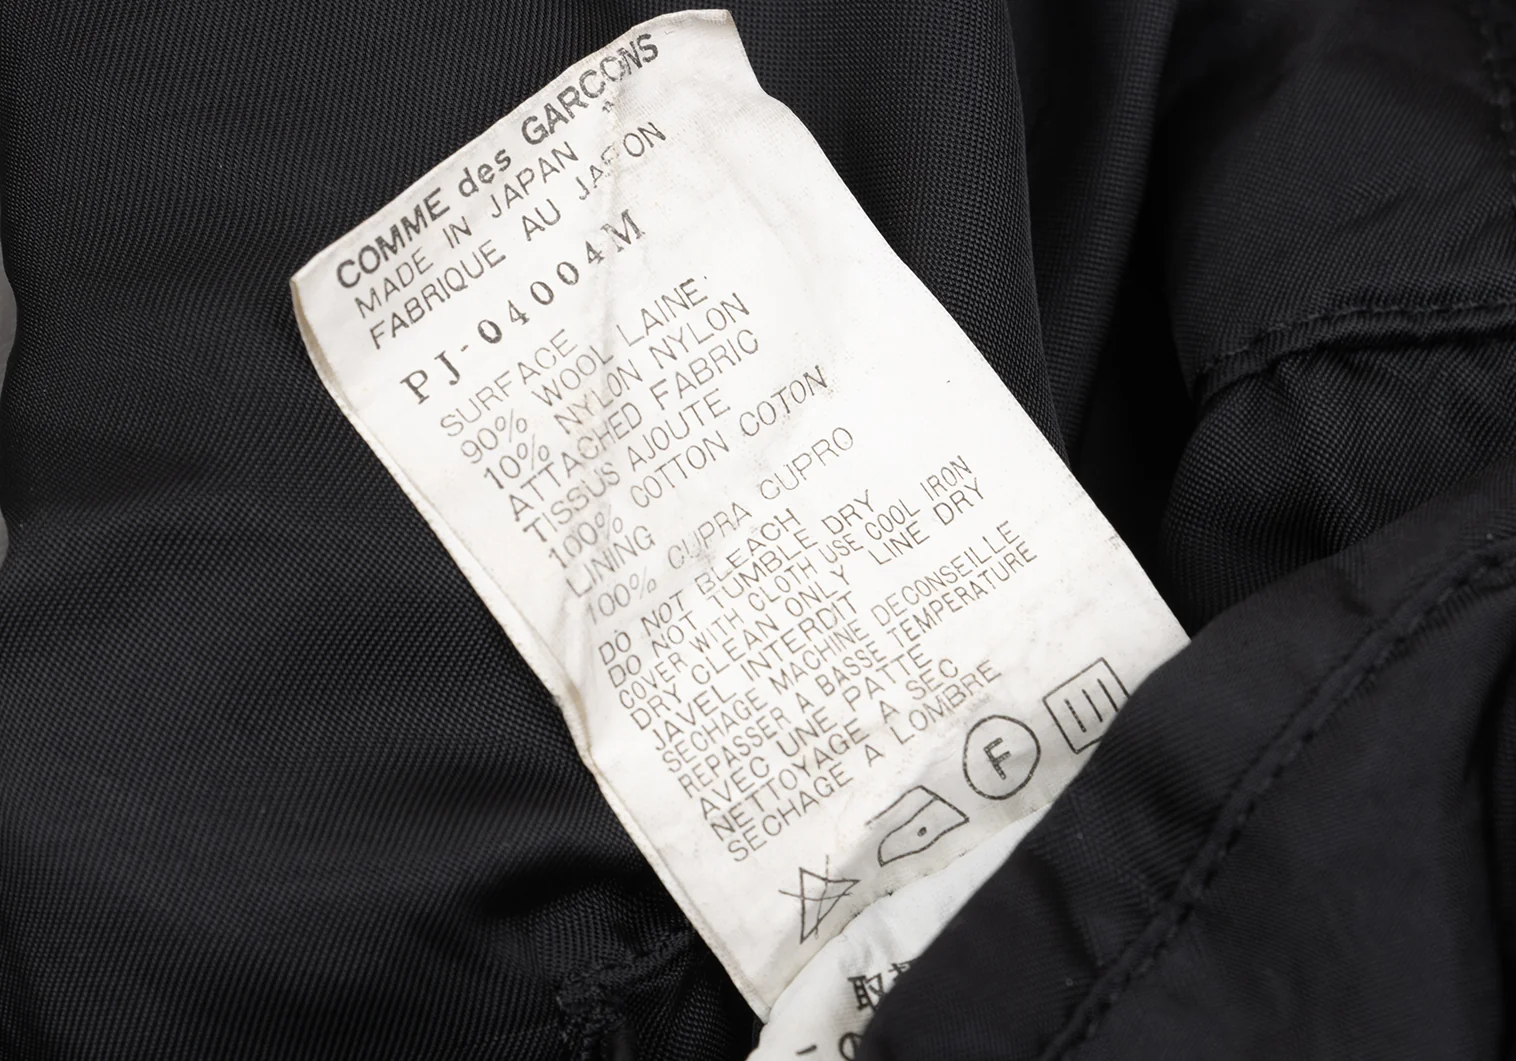 COMME des GARÇONS
MADE IN JAPAN
FABRIQUE AU JAPON
PJ-04004M
SURFACE
90% WOOL LAINE
10% NYLON NYLON
ATTACHED FABRIC
TISSUS AJOUTE
100% COTTON COTON
LINING
100% CUPRA CUPRO
DO NOT BLEACH
DO NOT TUMBLE DRY
COVER WITH CLOTH USE COOL IRON
DRY CLEAN ONLY LINE DRY
JAVEL INTERDIT
SECHAGE MACHINE DECONSEILLE
REPASSER A BASSE TEMPERATURE
AVEC UNE PATTE
NETTOYAGE A SEC
SECHAGE A LOMBRE
F
取
の